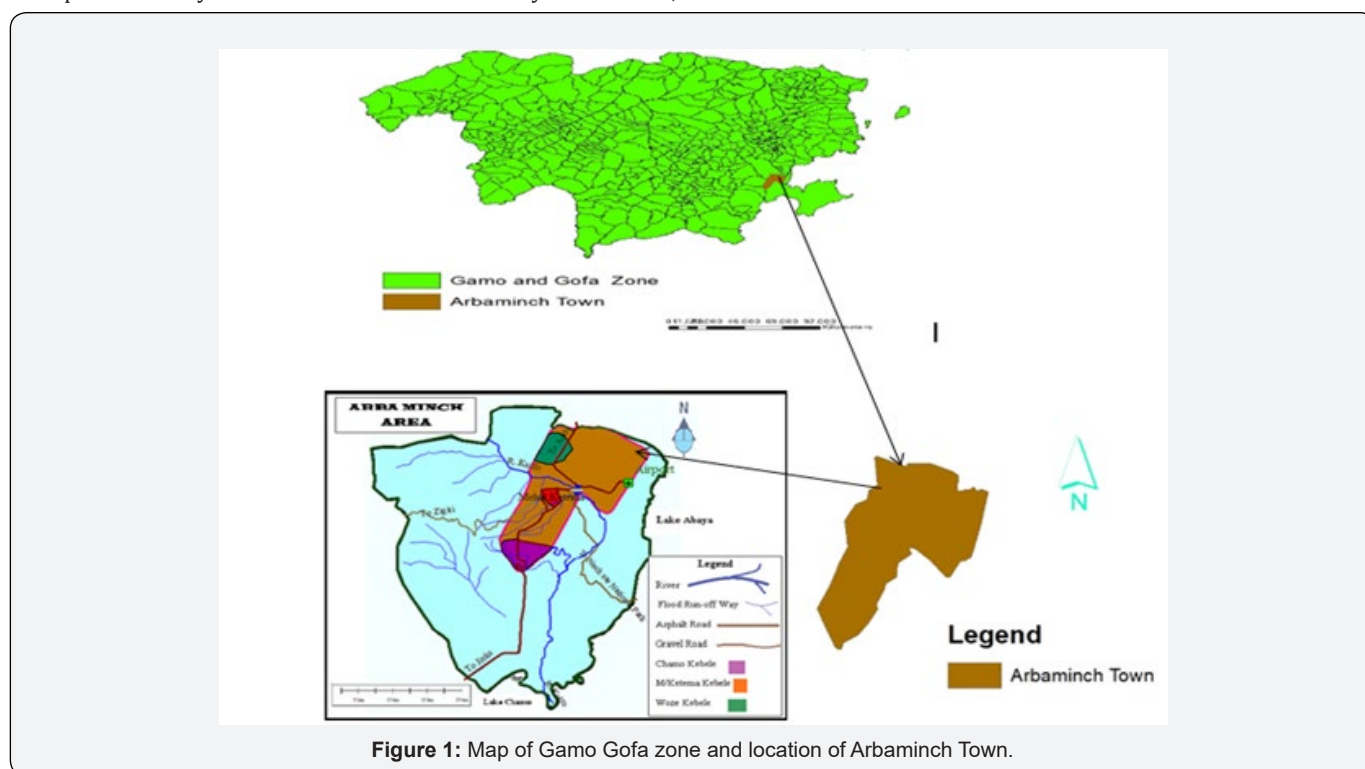 Gamo and Gofa Zone
Arbaminch Town
ARBA MINCH
AREA
N
R.
Airport
To Zigiti
Lake Abaya
To Jinka
Lake Chamo
Legend
River
Flood Run-off Way
Asphalt Road
Gravel Road
Chamo Kebele
M/Ketema Kebele
Woze Kebele
N
Legend
Arbaminch Town
Figure 1: Map of Gamo Gofa zone and location of Arbaminch Town.